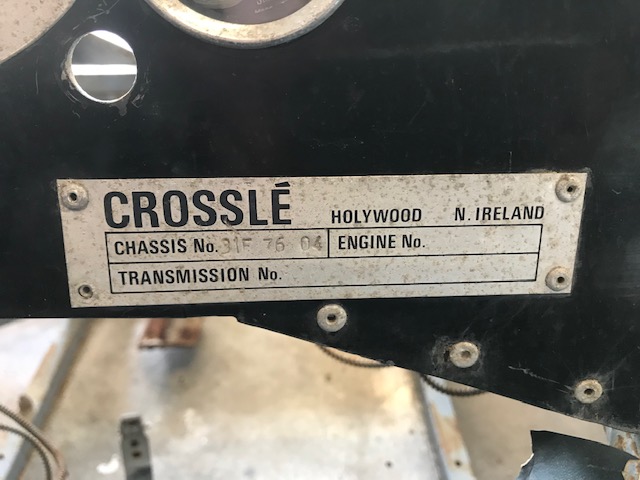 CROSSLÉ HOLYWOOD N. IRELAND
CHASSIS No. 31F 76 04 ENGINE No.
TRANSMISSION No.